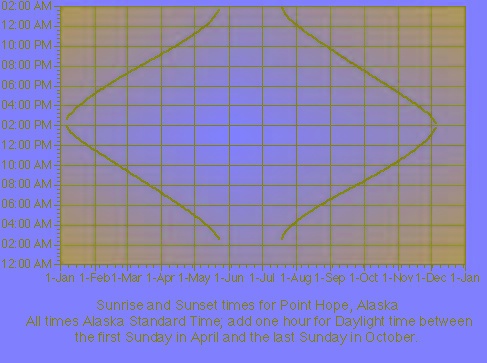 02:00 AM
12:00 AM
10:00 PM
08:00 PM
06:00 PM
04:00 PM
02:00 PM
12:00 PM
10:00 AM
08:00 AM
06:00 AM
04:00 AM
02:00 AM
12:00 AM
1-Jan 1-Feb 1-Mar 1-Apr 1-May 1-Jun 1-Jul 1-Aug 1-Sep 1-Oct 1-Nov 1-Dec 1-Jan
Sunrise and Sunset times for Point Hope, Alaska
All times Alaska Standard Time; add one hour for Daylight time between
the first Sunday in April and the last Sunday in October.